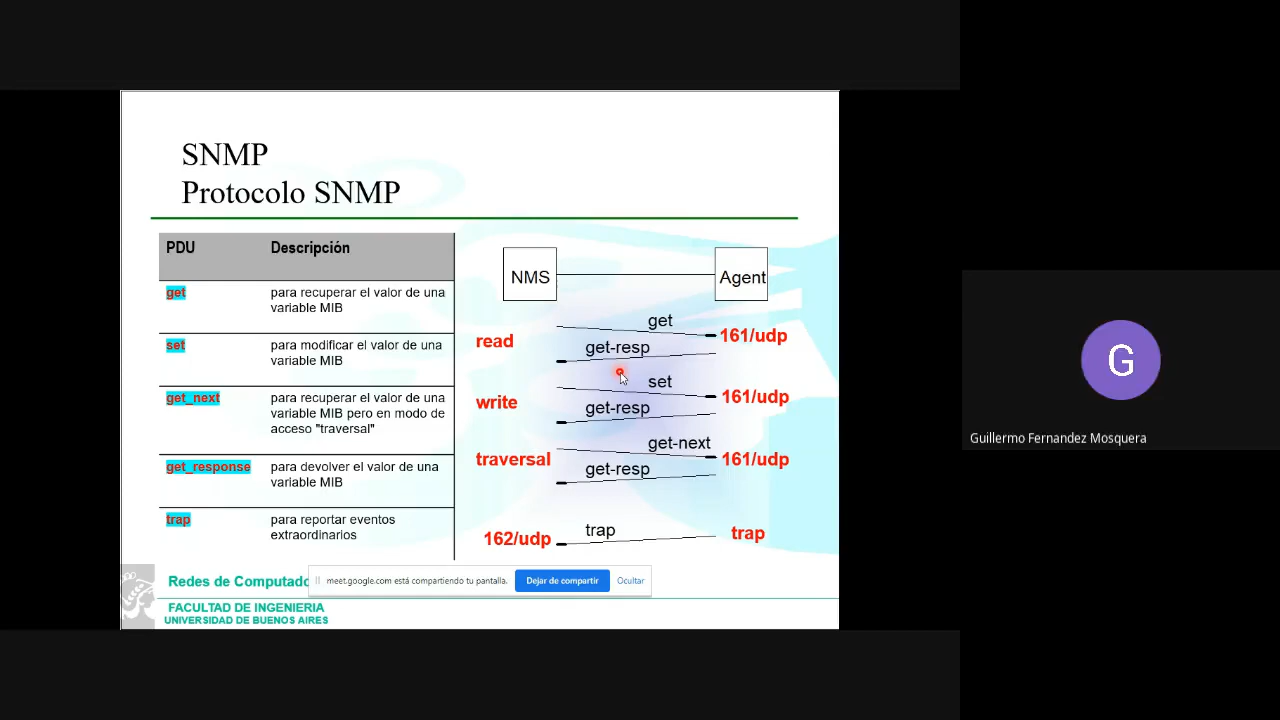 SNMP
Protocolo SNMP
PDU Descripción
get para recuperar el valor de una
variable MIB
set para modificar el valor de una
variable MIB
get_next para recuperar el valor de una
variable MIB pero en modo de
acceso "traversal"
get_response para devolver el valor de una
variable MIB
trap para reportar eventos
extraordinarios
NMS Agent
get
read 161/udp
get-resp
set
write 161/udp
get-resp
get-next
traversal 161/udp
get-resp
trap
162/udp trap
Redes de Computado
meet.google.com está compartiendo tu pantalla. Dejar de compartir Ocultar
FACULTAD DE INGENIERIA
UNIVERSIDAD DE BUENOS AIRES
G
Guillermo Fernandez Mosquera